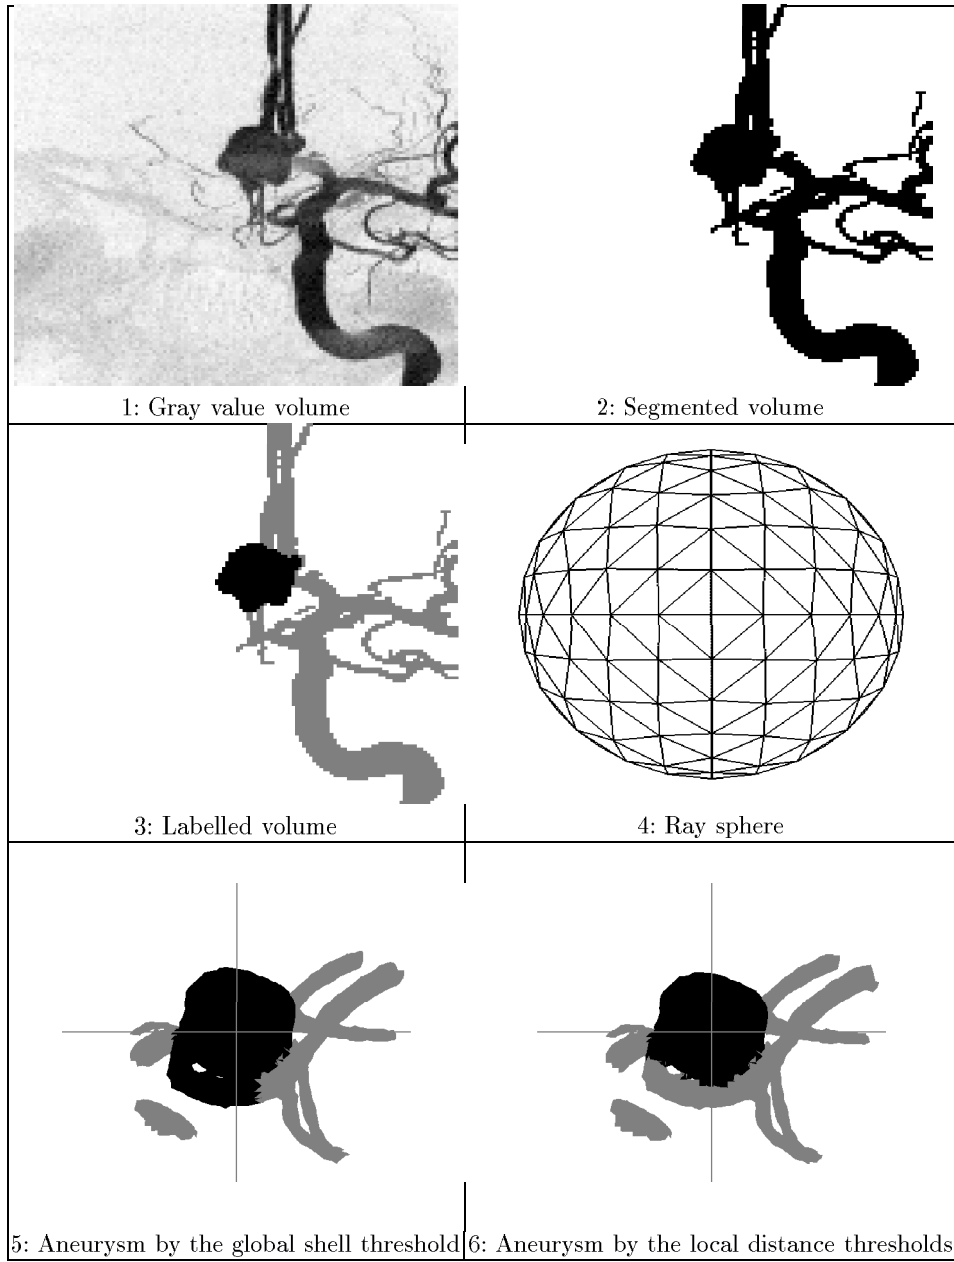 1: Gray value volume
2: Segmented volume
3: Labelled volume
4: Ray sphere
5: Aneurysm by the global shell threshold
6: Aneurysm by the local distance thresholds